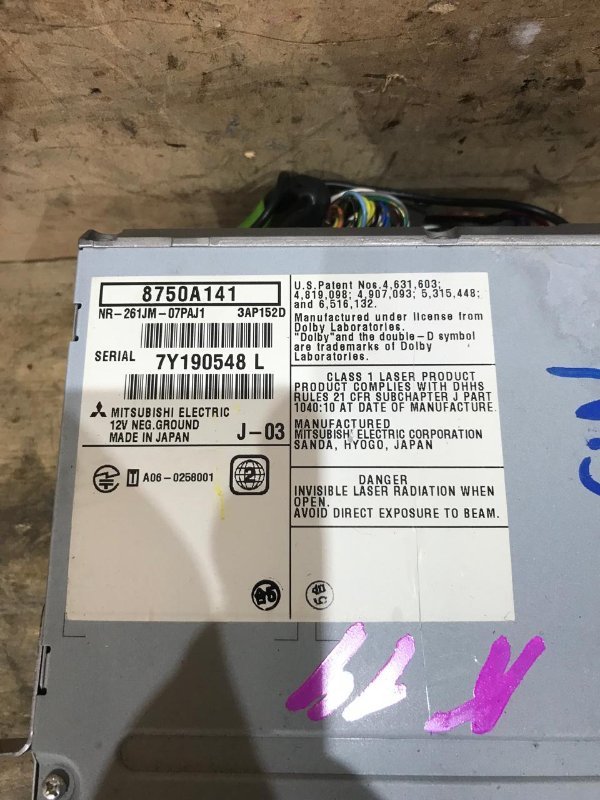 8750A141
NR-261JM-07PAJ1 3AP152D
SERIAL 7Y190548 L
MITSUBISHI ELECTRIC
12V NEG.GROUND
MADE IN JAPAN J-03
T A06-0258001
2
U.S.Patent Nos.4,631,603;
4,819,098; 4,907,093; 5,315,448;
and 6,516,132.
Manufactured under license from
Dolby Laboratories.
"Dolby"and the double-D symbol
are trademarks of Dolby
Laboratories.
CLASS 1 LASER PRODUCT
PRODUCT COMPLIES WITH DHHS
RULES 21 CFR SUBCHAPTER J PART
1040:10 AT DATE OF MANUFACTURE.
MANUFACTURED
MITSUBISHI ELECTRIC CORPORATION
SANDA, HYOGO, JAPAN
DANGER
INVISIBLE LASER RADIATION WHEN
OPEN.
AVOID DIRECT EXPOSURE TO BEAM.